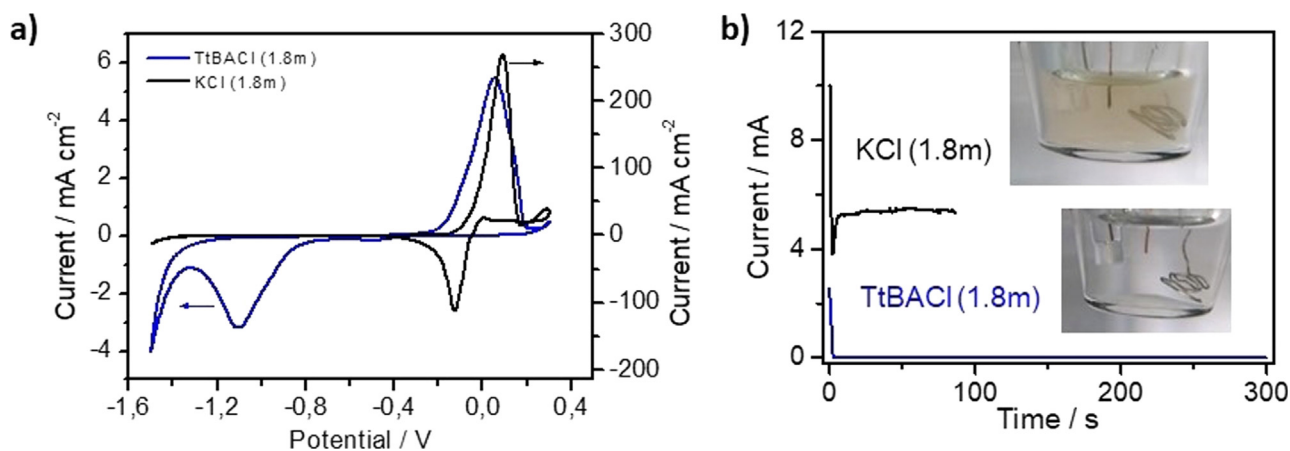 a)
TtBACl (1.8m)
KCl (1.8m)
Current / mA cm-2
6
4
2
0
-2
-4
300
200
100
0
-100
-200
Current / mA cm-2
-1,6
-1,2
-0,8
-0,4
0,0
0,4
Potential / V
b)
Current / mA
12
8
4
0
KCl (1.8m)
TtBACl (1.8m)
0
100
200
300
Time / s